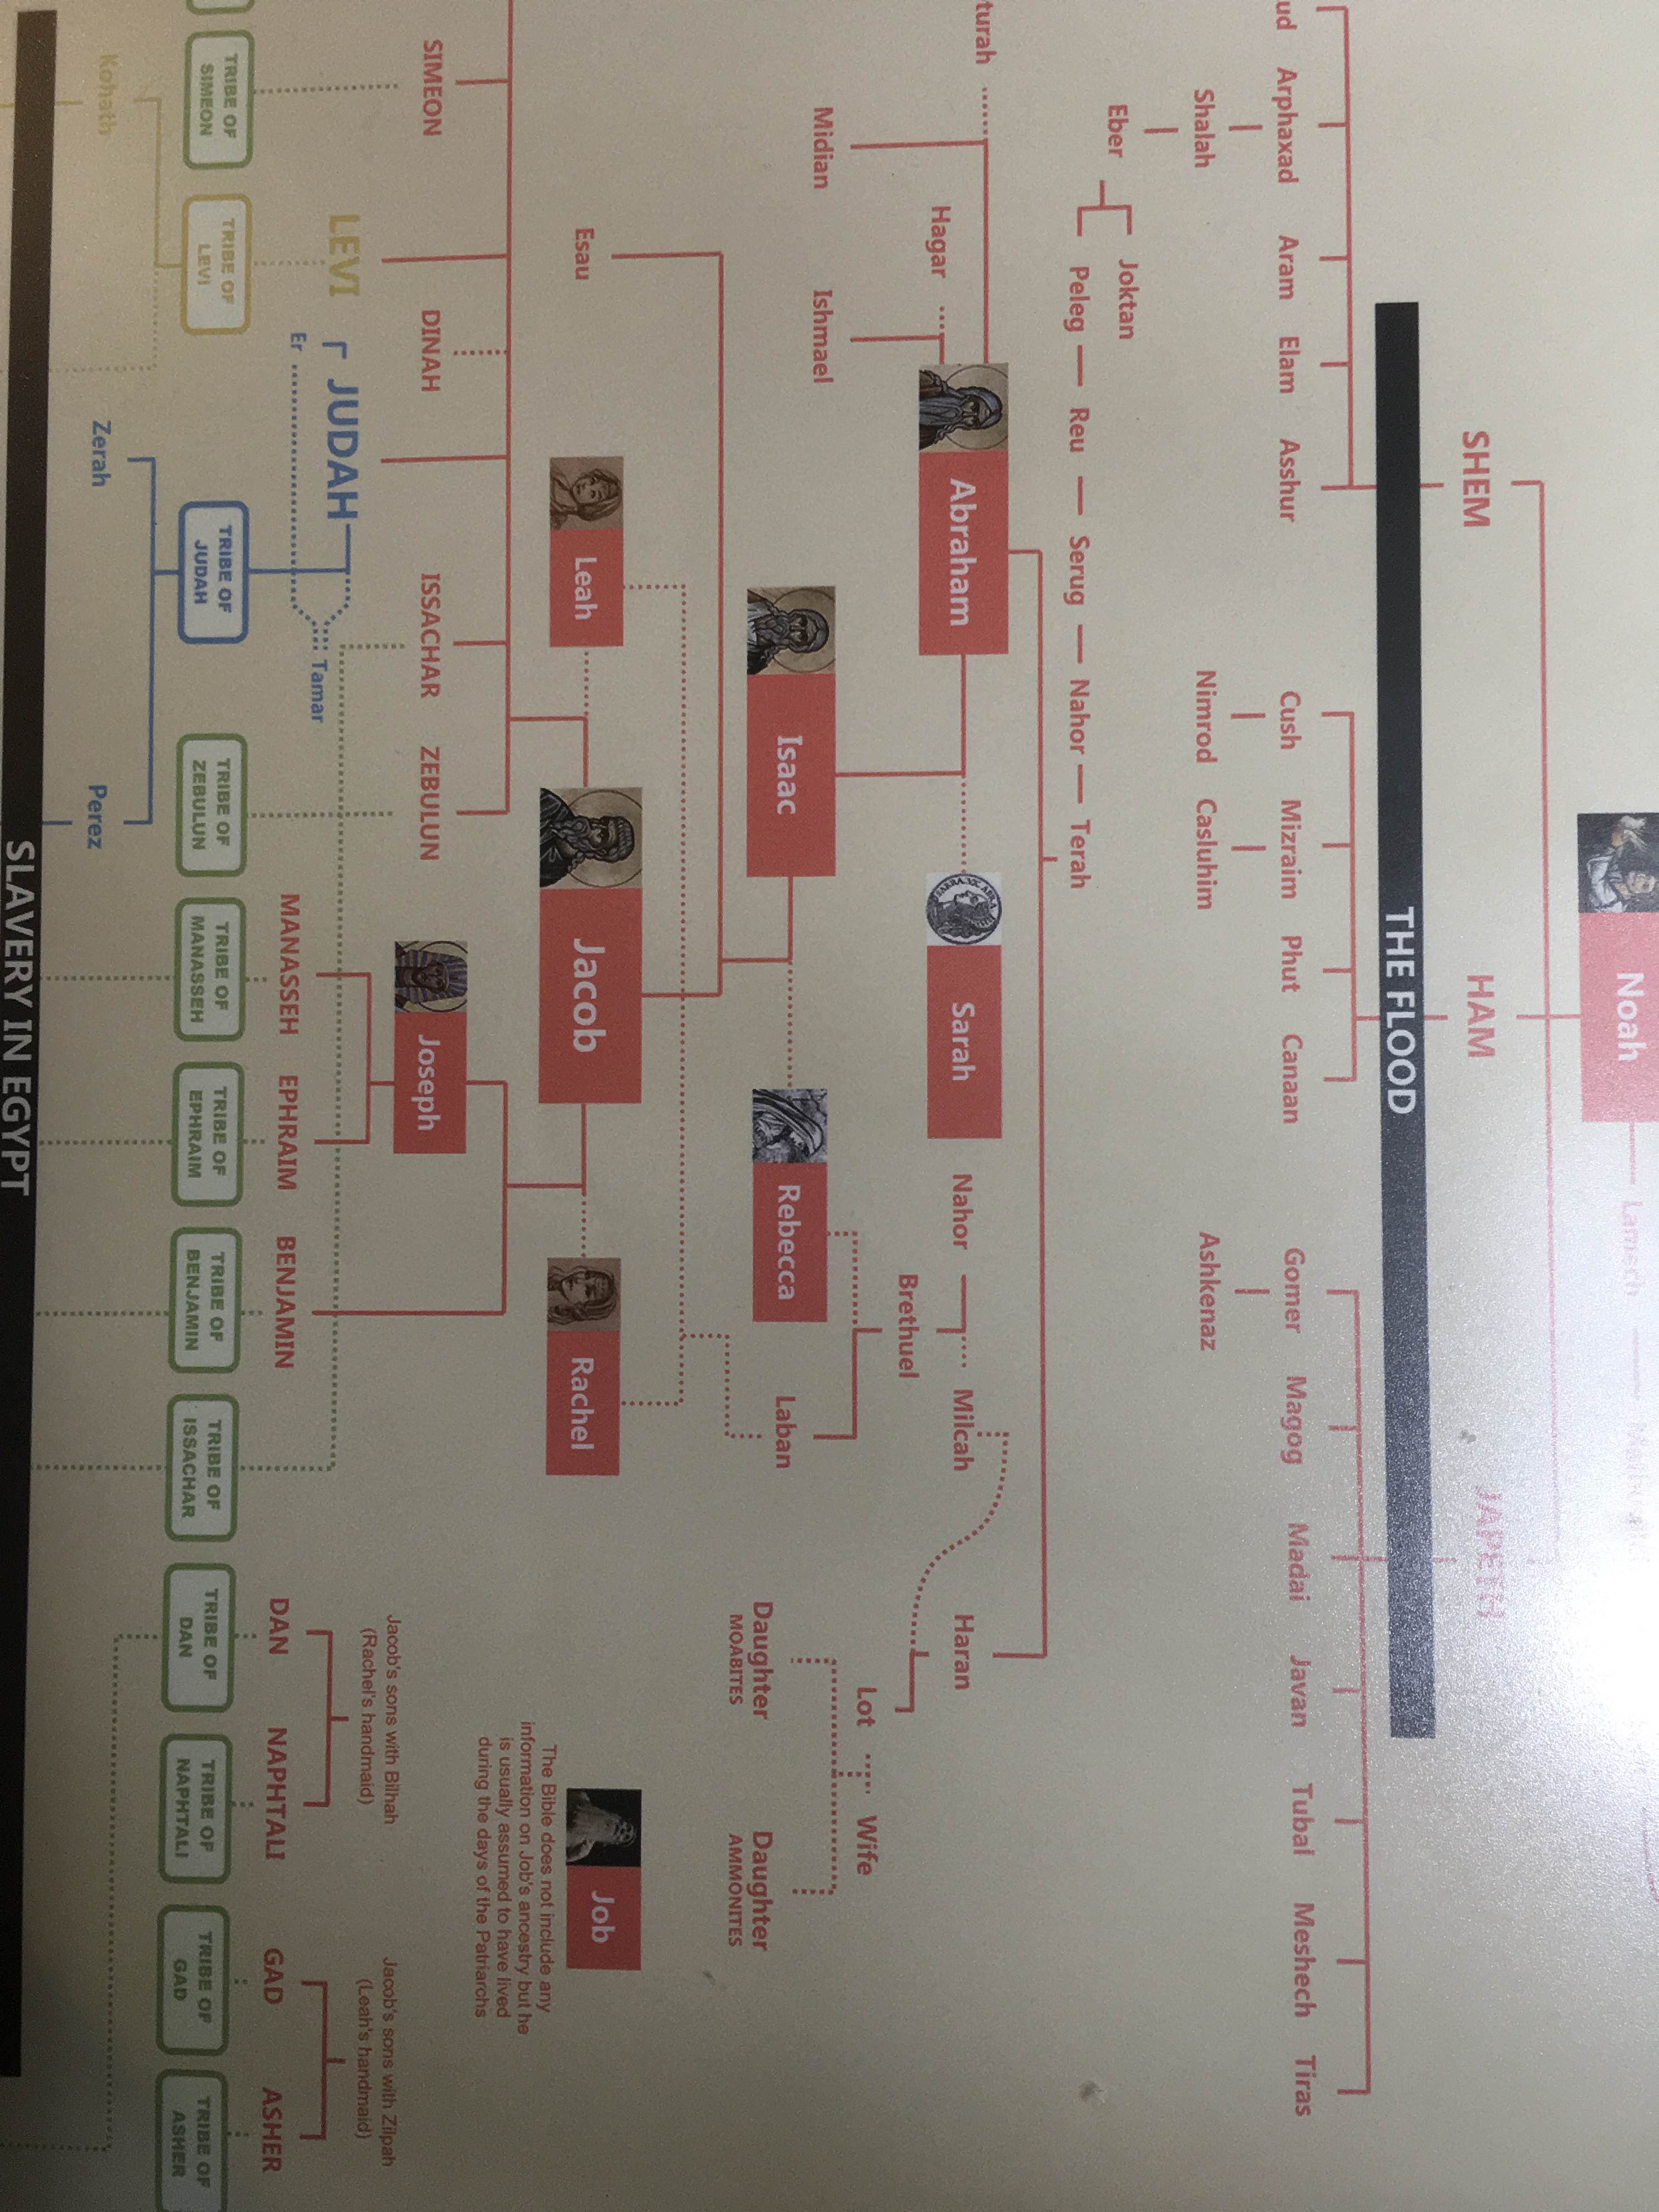 Noah
Lamech
SHEM HAM JAPETH
THE FLOOD
ud Arphaxad Aram Elam Asshur Cush Mizraim Phut Canaan Gomer Magog Madai Javan Tubal Meshech Tiras
Shalah Nimrod Casluhim Ashkenaz
Eber Joktan
Peleg Reu Serug Nahor Terah
turah
Hagar
Abraham Sarah Nahor Milcah Haran
Brethuel
Lot Wife
Midian Ishmael
Isaac Rebecca Laban
Daughter Daughter
MOABITES AMMONITES
Esau Leah Jacob Rachel
Job
The Bible does not include any
information on Job's ancestry but he
is usually assumed to have lived
during the days of the Patriarchs
SIMEON DINAH ISSACHAR ZEBULUN Joseph
Jacob's sons with Bilhah
(Rachel's handmaid)
Jacob's sons with Zilpah
(Leah's handmaid)
LEVI JUDAH
Er
Tamar
MANASSEH EPHRAIM BENJAMIN DAN NAPHTALI GAD ASHER
TRIBE OF
SIMEON
TRIBE OF
LEVI
TRIBE OF
JUDAH
TRIBE OF
ZEBULUN
TRIBE OF
MANASSEH
TRIBE OF
EPHRAIM
TRIBE OF
BENJAMIN
TRIBE OF
ISSACHAR
TRIBE OF
DAN
TRIBE OF
NAPHTALI
TRIBE OF
GAD
TRIBE OF
ASHER
Kohath Zerah Perez
SLAVERY IN EGYPT